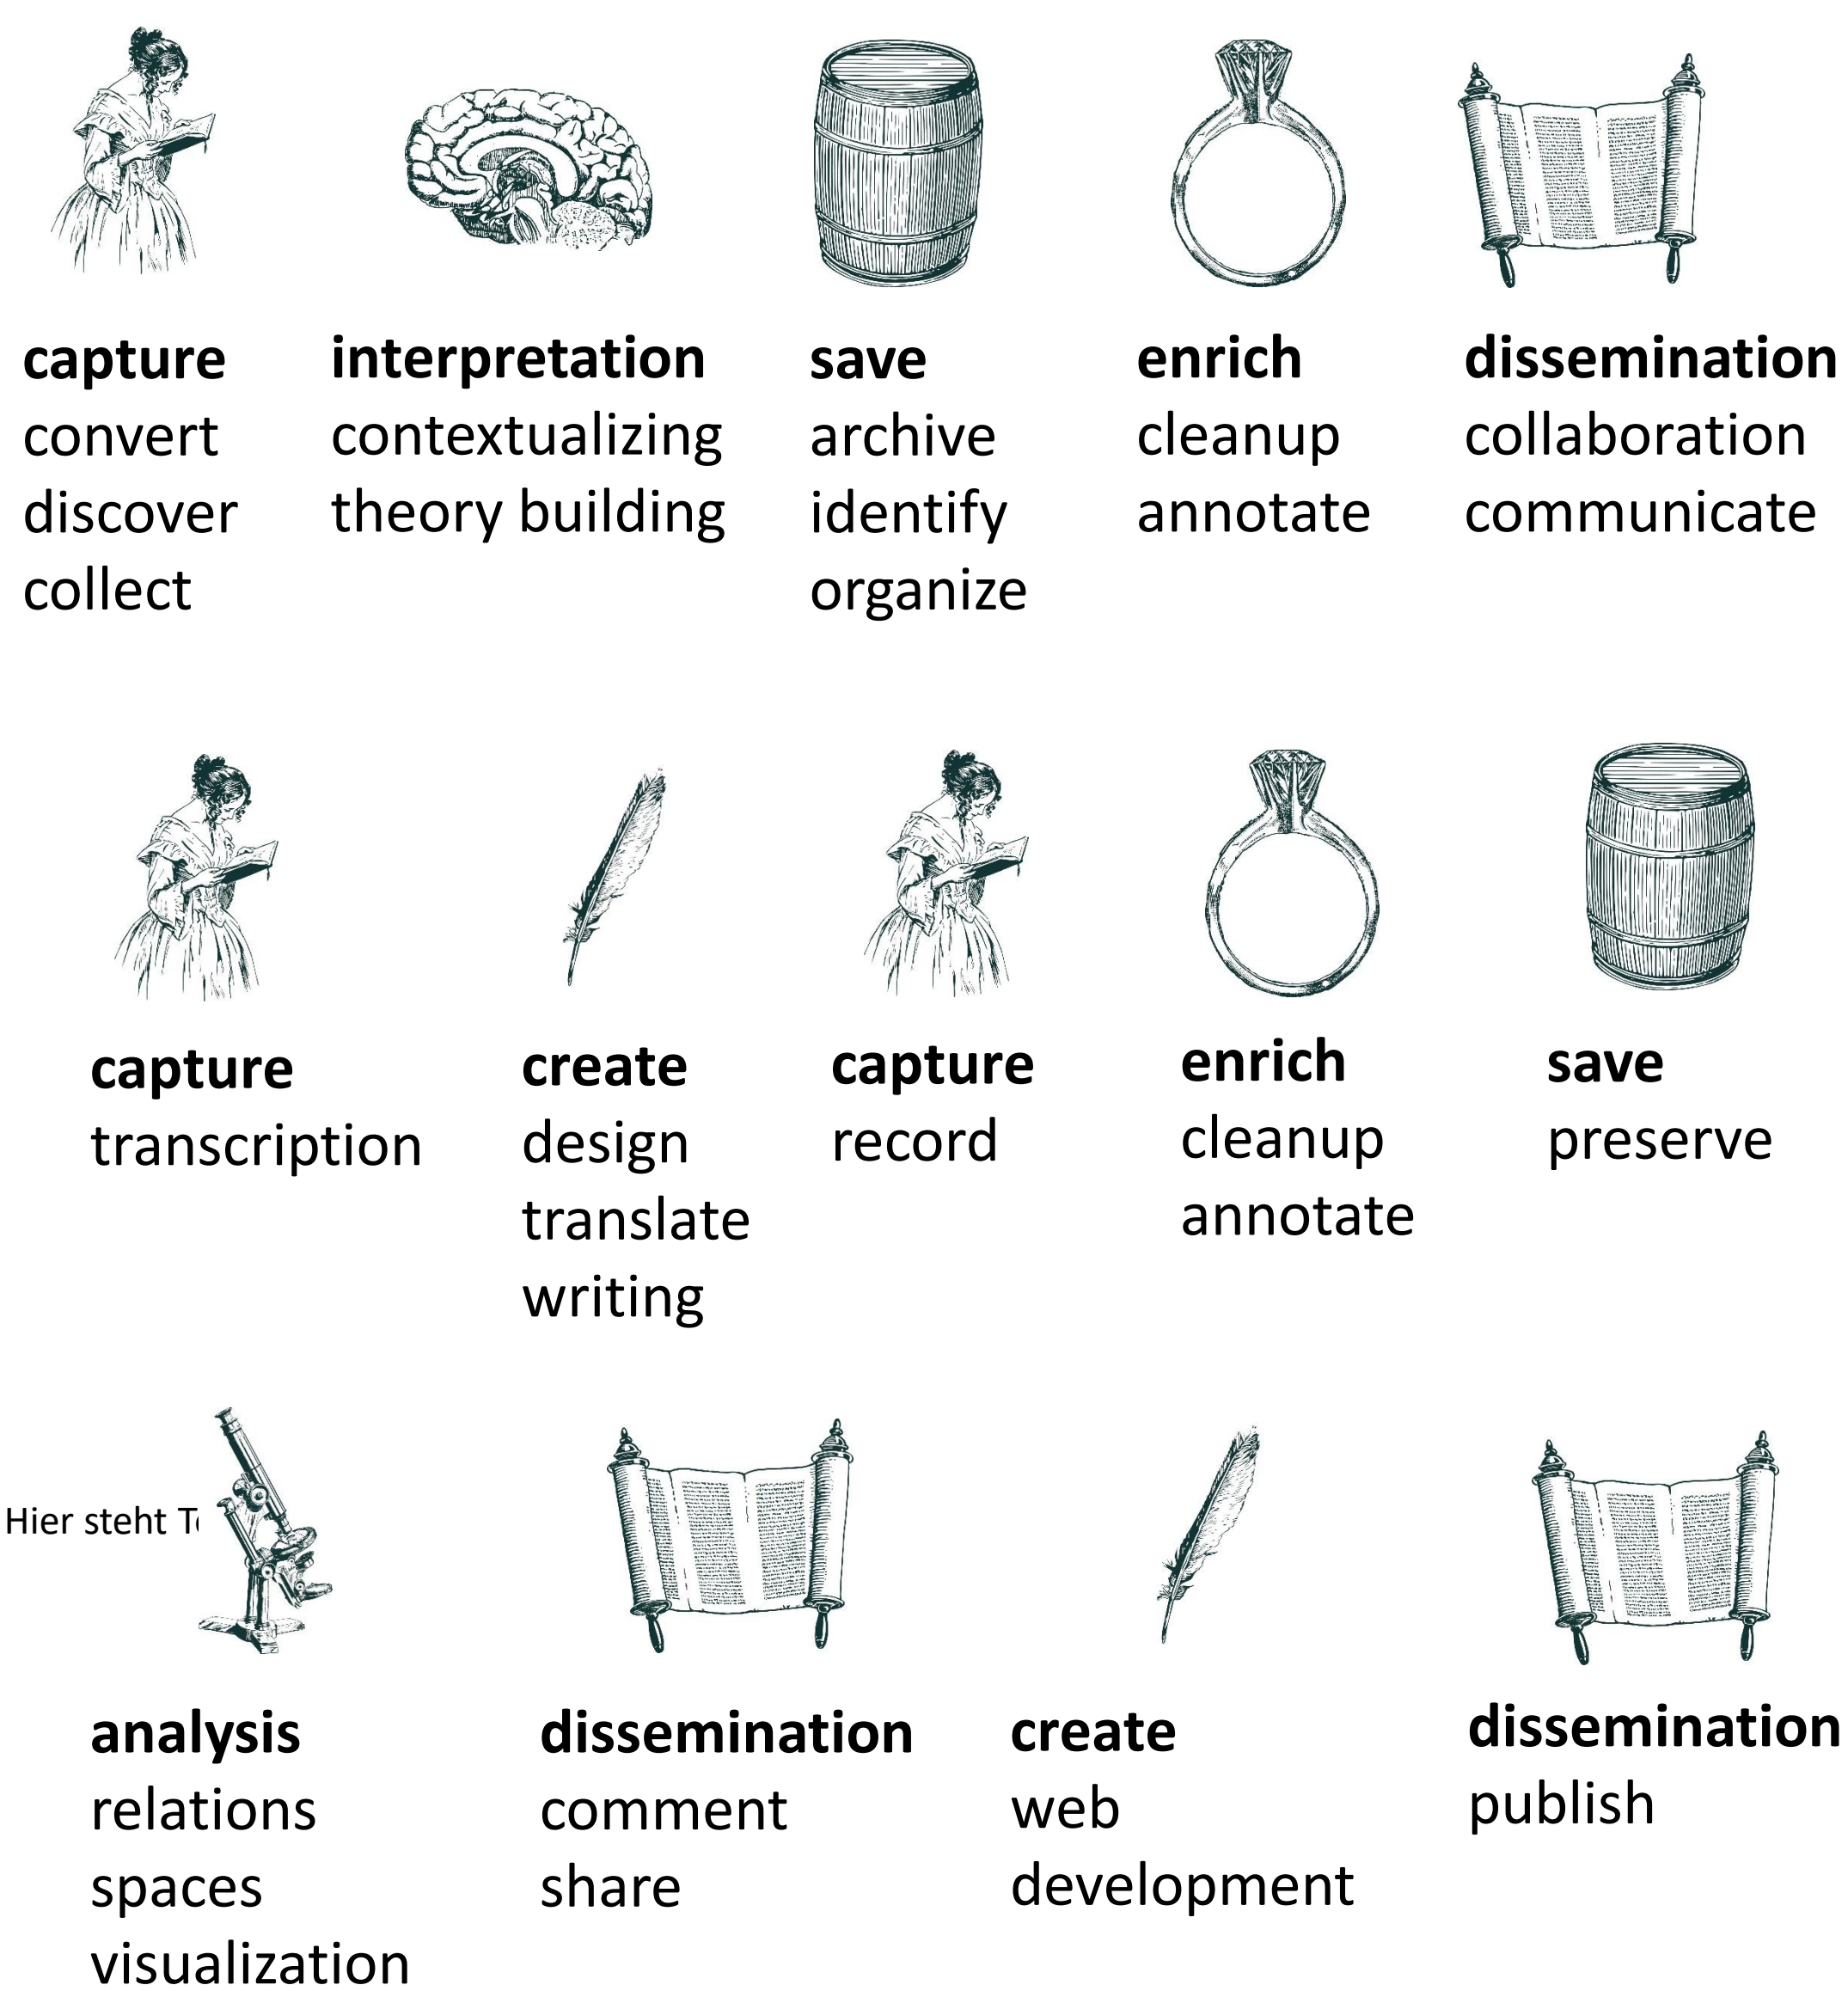 capture
convert
discover
collect
interpretation
contextualizing
theory building
save
archive
identify
organize
enrich
cleanup
annotate
dissemination
collaboration
communicate
capture
transcription
create
design
translate
writing
capture
record
enrich
cleanup
annotate
save
preserve
Hier steht
analysis
relations
spaces
visualization
dissemination
comment
share
create
web
development
dissemination
publish